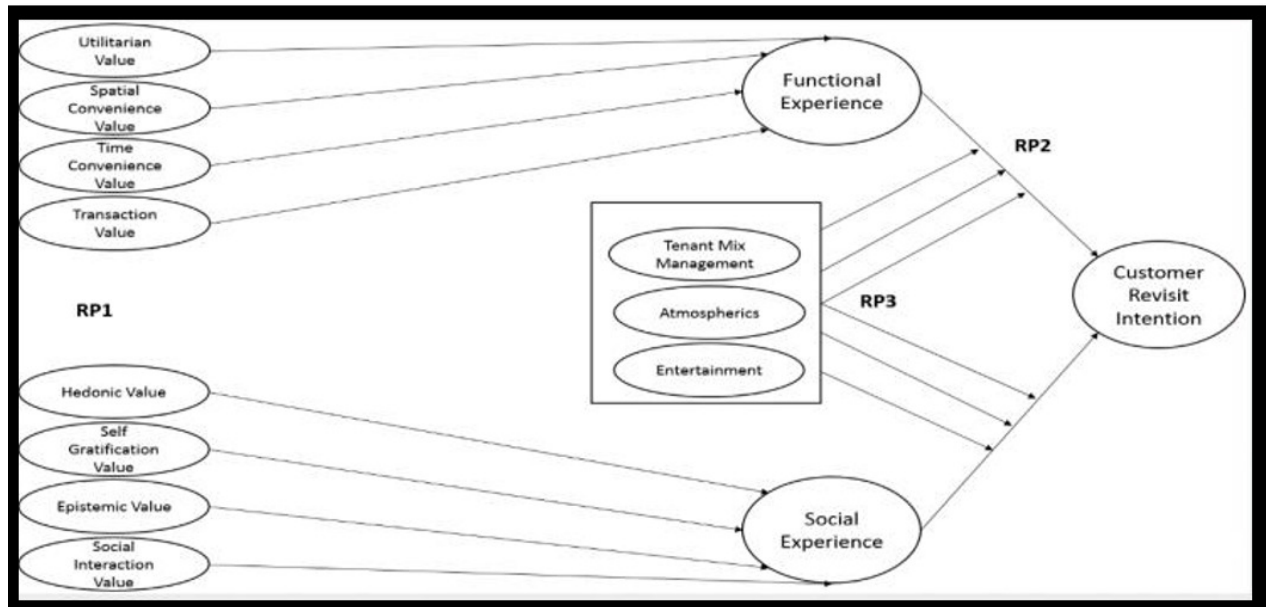 Utilitarian
Value
Spatial
Convenience
Value
Time
Convenience
Value
Transaction
Value
RP1
Hedonic Value
Self
Gratification
Value
Epistemic Value
Social
Interaction
Value
Functional
Experience
Tenant Mix
Management
Atmospherics
Entertainment
Social
Experience
RP2
RP3
Customer
Revisit
Intention